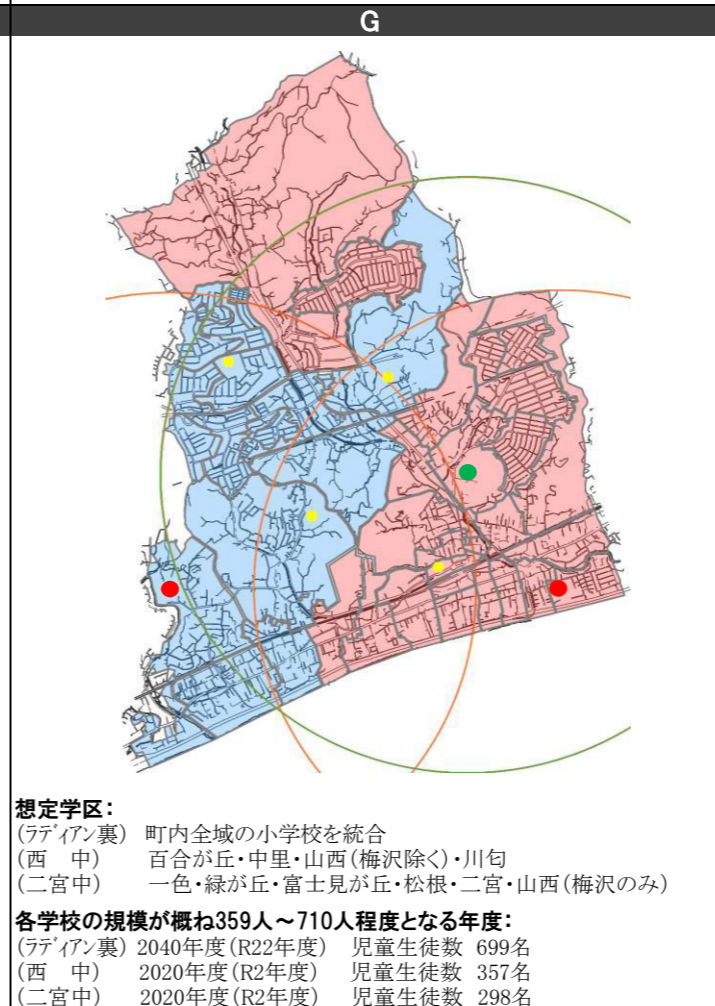 G
想定学区：
(ラディアン裏) 町内全域の小学校を統合
(西　中) 百合が丘・中里・山西(梅沢除く)・川匂
(二宮中) 一色・緑が丘・富士見が丘・松根・二宮・山西(梅沢のみ)
各学校の規模が概ね359人～710人程度となる年度：
(ラディアン裏) 2040年度(R22年度) 児童生徒数 699名
(西　中) 2020年度(R2年度) 児童生徒数 357名
(二宮中) 2020年度(R2年度) 児童生徒数 298名